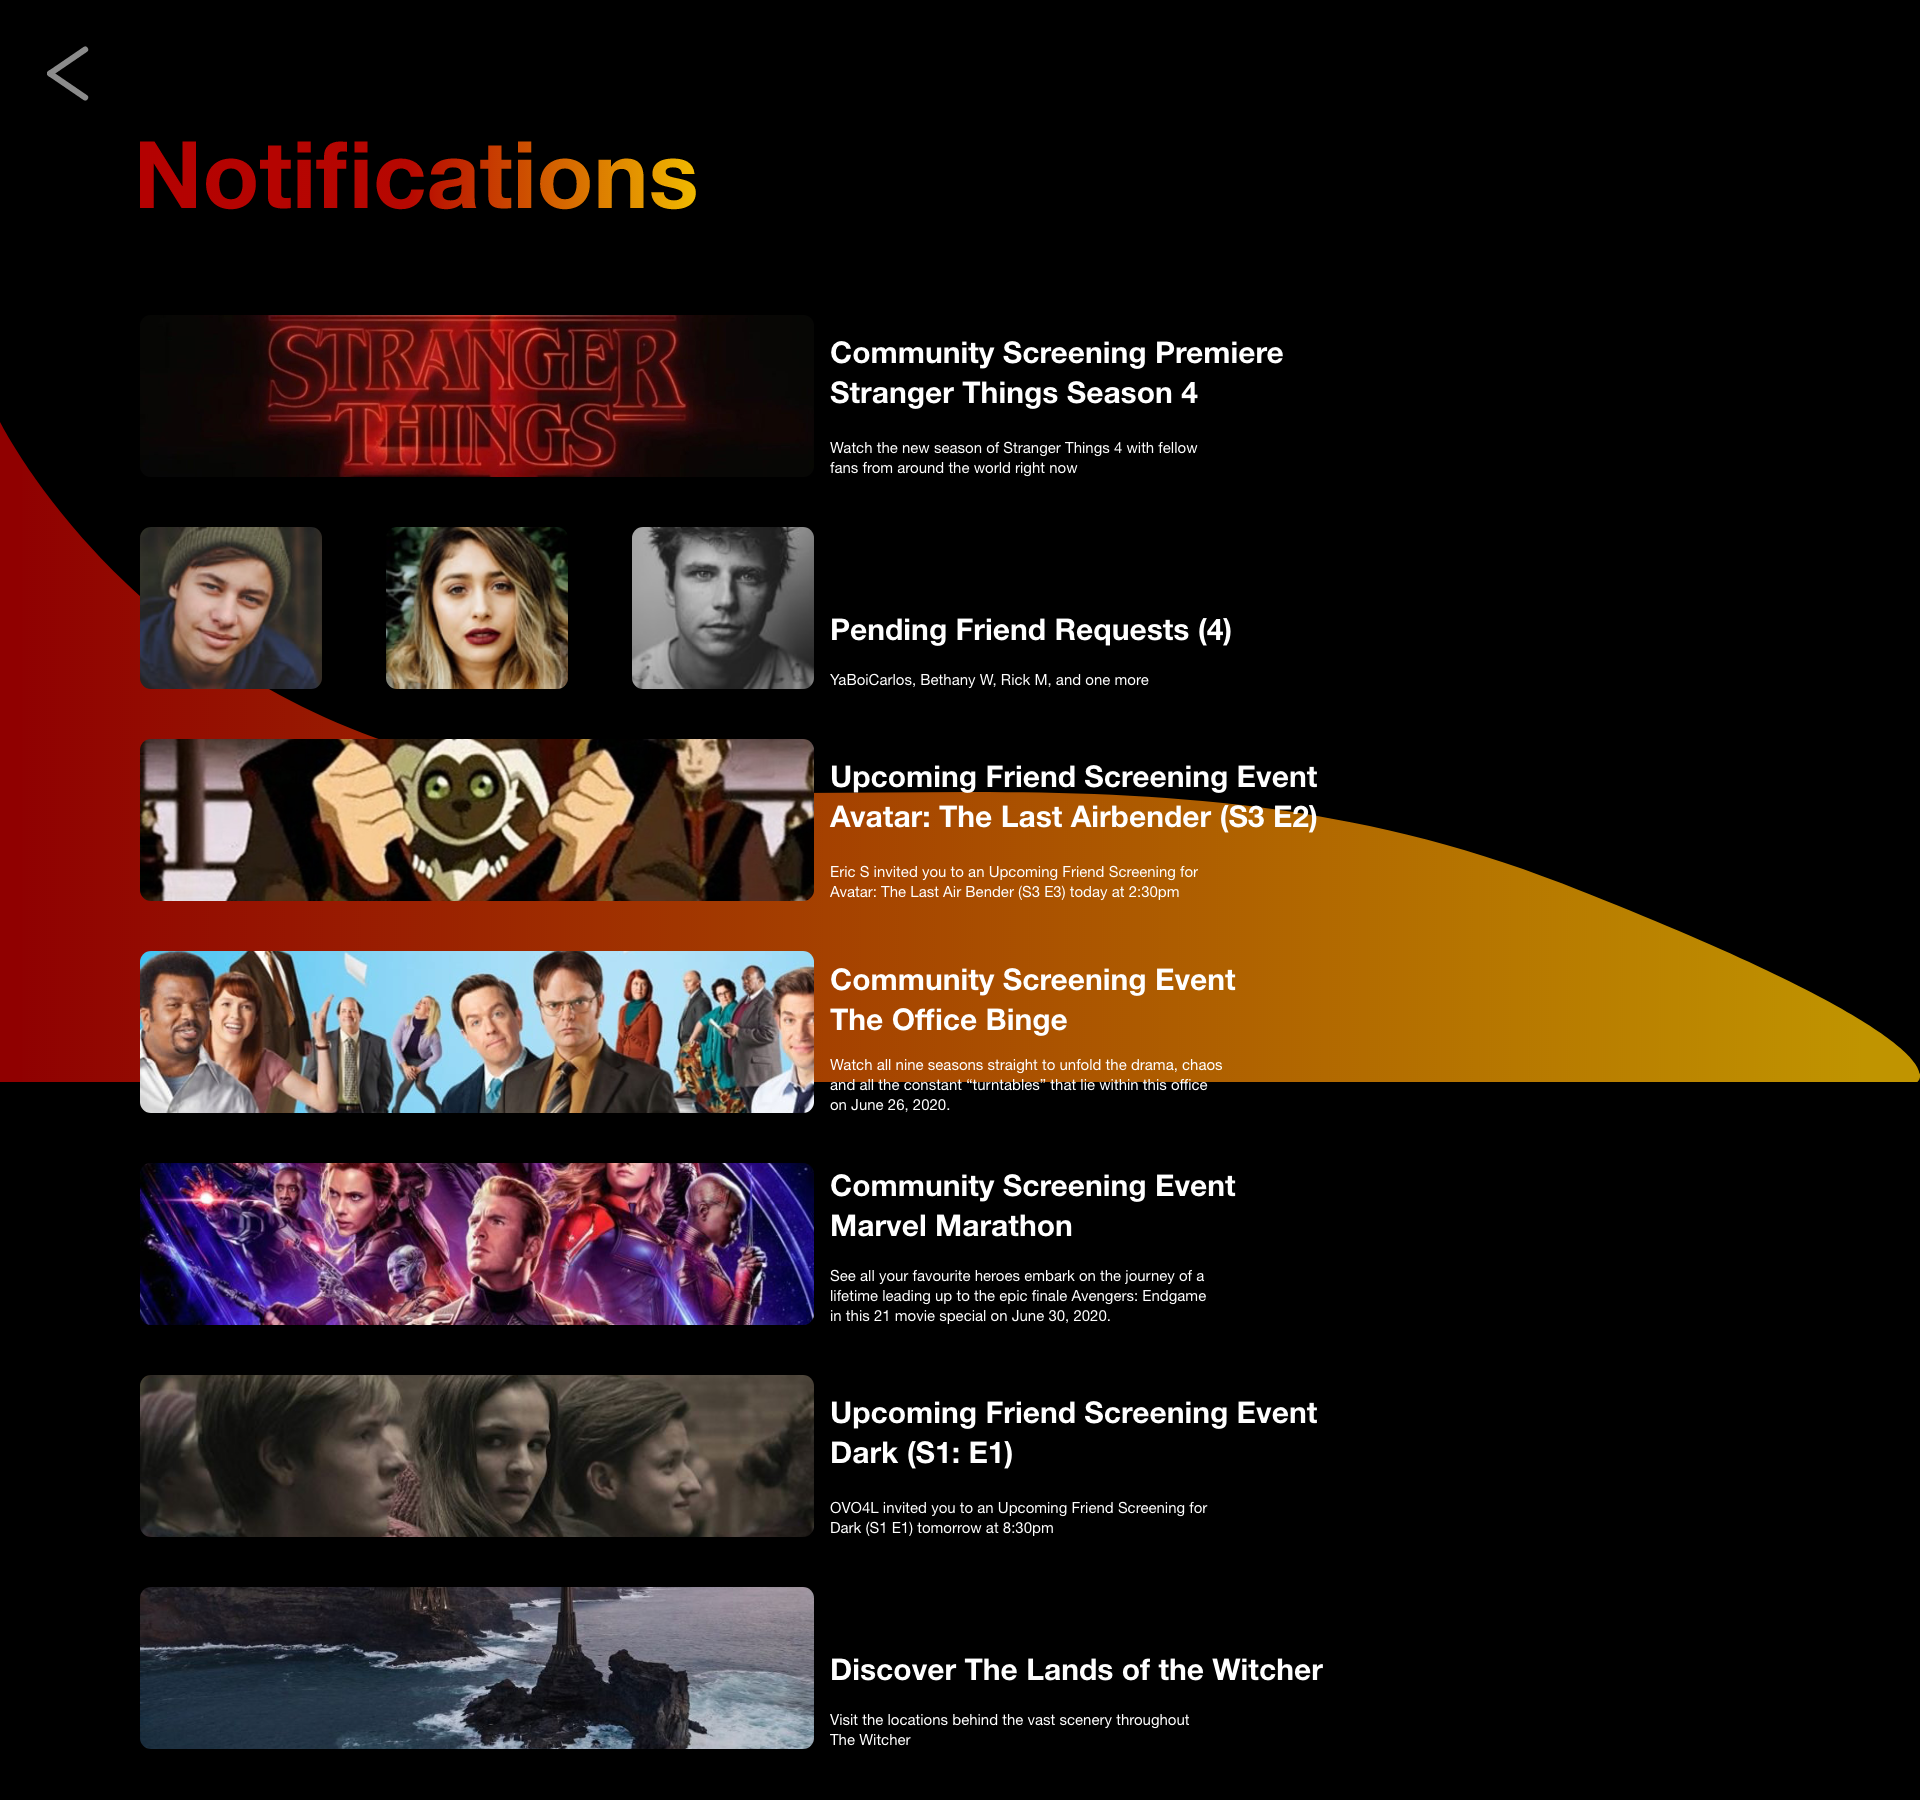 Notifications
STRANGER
THINGS
Community Screening Premiere
Stranger Things Season 4
Watch the new season of Stranger Things 4 with fellow
fans from around the world right now
Pending Friend Requests (4)
YaBoiCarlos, Bethany W, Rick M, and one more
Upcoming Friend Screening Event
Avatar: The Last Airbender (S3 E2)
Eric S invited you to an Upcoming Friend Screening for
Avatar: The Last Air Bender (S3 E3) today at 2:30pm
Community Screening Event
The Office Binge
Watch all nine seasons straight to unfold the drama, chaos
and all the constant “turntables” that lie within this office
on June 26, 2020.
Community Screening Event
Marvel Marathon
See all your favourite heroes embark on the journey of a
lifetime leading up to the epic finale Avengers: Endgame
in this 21 movie special on June 30, 2020.
Upcoming Friend Screening Event
Dark (S1: E1)
OVO4L invited you to an Upcoming Friend Screening for
Dark (S1 E1) tomorrow at 8:30pm
Discover The Lands of the Witcher
Visit the locations behind the vast scenery throughout
The Witcher